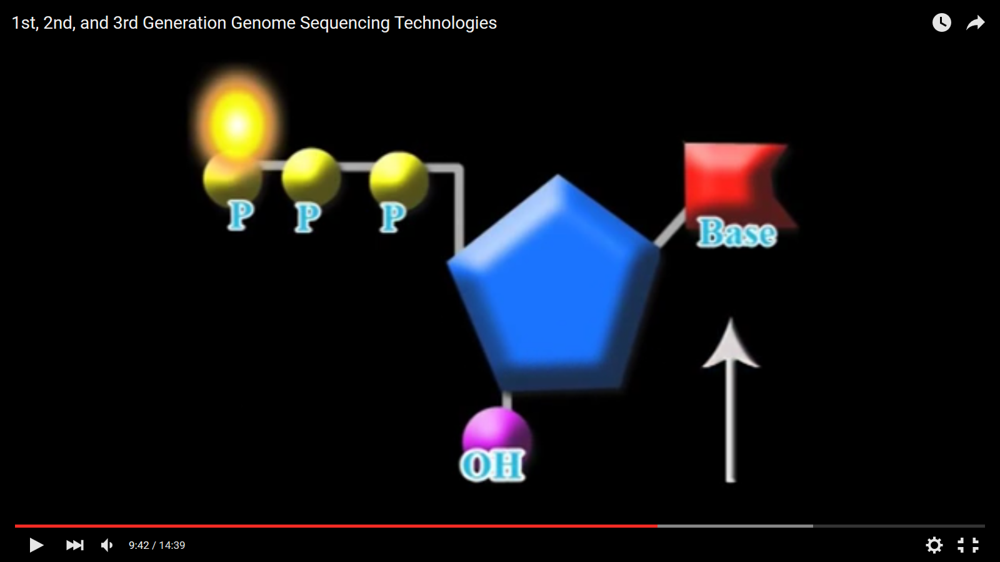 1st, 2nd, and 3rd Generation Genome Sequencing Technologies
P P P
Base
OH
9:42 / 14:39